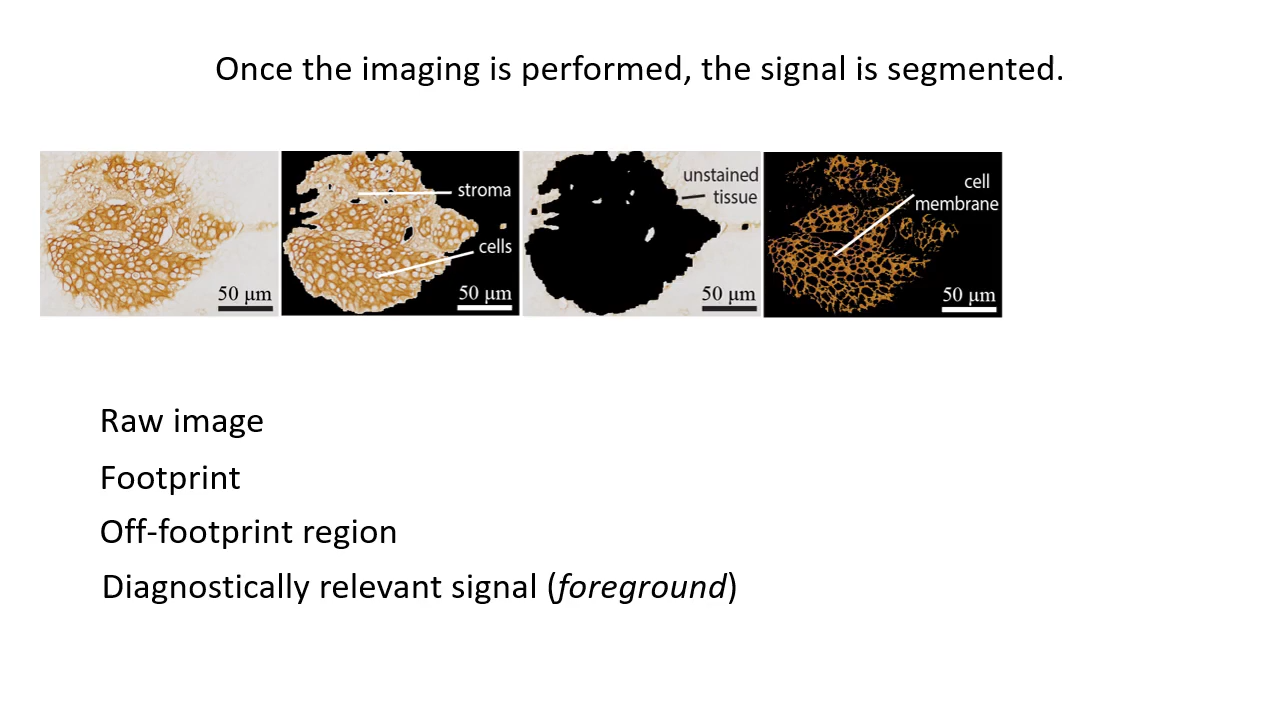 Once the imaging is performed, the signal is segmented.
stroma
cells
50 μm
50 μm
unstained
tissue
50 μm
cell
membrane
50 μm
Raw image
Footprint
Off-footprint region
Diagnostically relevant signal (foreground)